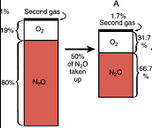 A
1%
Second gas
1.7%
Second gas
19%
O₂
O₂
31.7
%
50%
of N₂O
taken
up
80%
N₂O
N₂O
66.7
%